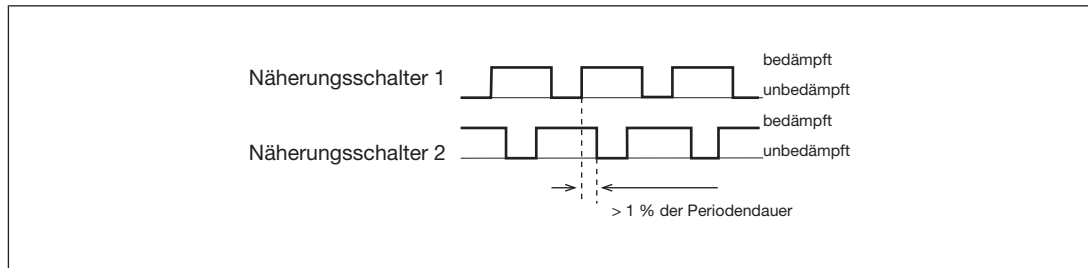 Näherungsschalter 1
bedämpft
unbedämpft
Näherungsschalter 2
bedämpft
unbedämpft
> 1 % der Periodendauer